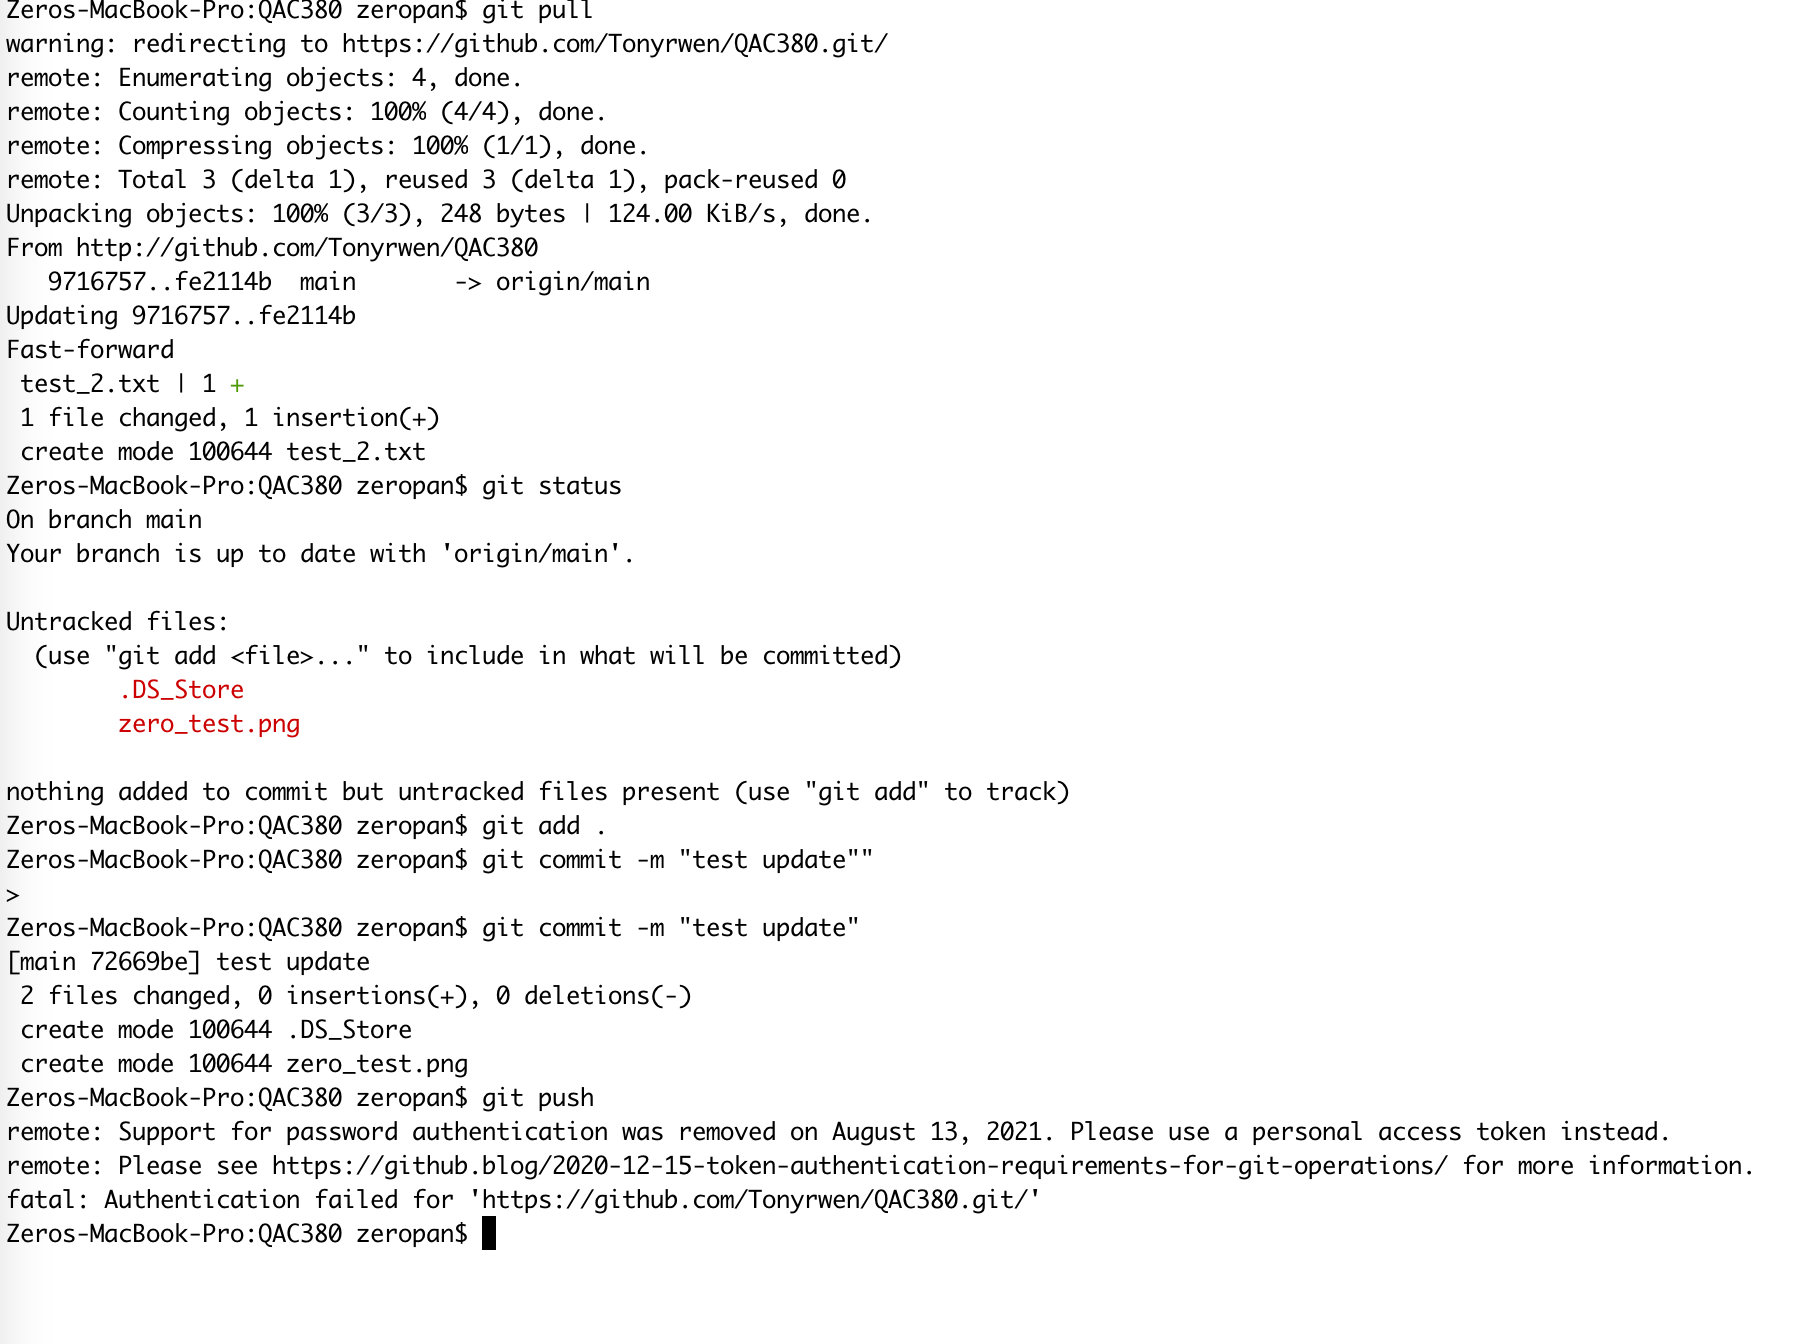 Zeros-MacBook-Pro:QAC380 zeropan$ git pull
warning: redirecting to https://github.com/Tonyrwen/QAC380.git/
remote: Enumerating objects: 4, done.
remote: Counting objects: 100% (4/4), done.
remote: Compressing objects: 100% (1/1), done.
remote: Total 3 (delta 1), reused 3 (delta 1), pack-reused 0
Unpacking objects: 100% (3/3), 248 bytes | 124.00 KiB/s, done.
From http://github.com/Tonyrwen/QAC380
   9716757..fe2114b  main       -> origin/main
Updating 9716757..fe2114b
Fast-forward
 test_2.txt | 1 +
 1 file changed, 1 insertion(+)
 create mode 100644 test_2.txt
Zeros-MacBook-Pro:QAC380 zeropan$ git status
On branch main
Your branch is up to date with 'origin/main'.

Untracked files:
  (use "git add <file>..." to include in what will be committed)
        .DS_Store
        zero_test.png

nothing added to commit but untracked files present (use "git add" to track)
Zeros-MacBook-Pro:QAC380 zeropan$ git add .
Zeros-MacBook-Pro:QAC380 zeropan$ git commit -m "test update""
>
Zeros-MacBook-Pro:QAC380 zeropan$ git commit -m "test update"
[main 72669be] test update
 2 files changed, 0 insertions(+), 0 deletions(-)
 create mode 100644 .DS_Store
 create mode 100644 zero_test.png
Zeros-MacBook-Pro:QAC380 zeropan$ git push
remote: Support for password authentication was removed on August 13, 2021. Please use a personal access token instead.
remote: Please see https://github.blog/2020-12-15-token-authentication-requirements-for-git-operations/ for more information.
fatal: Authentication failed for 'https://github.com/Tonyrwen/QAC380.git/'
Zeros-MacBook-Pro:QAC380 zeropan$